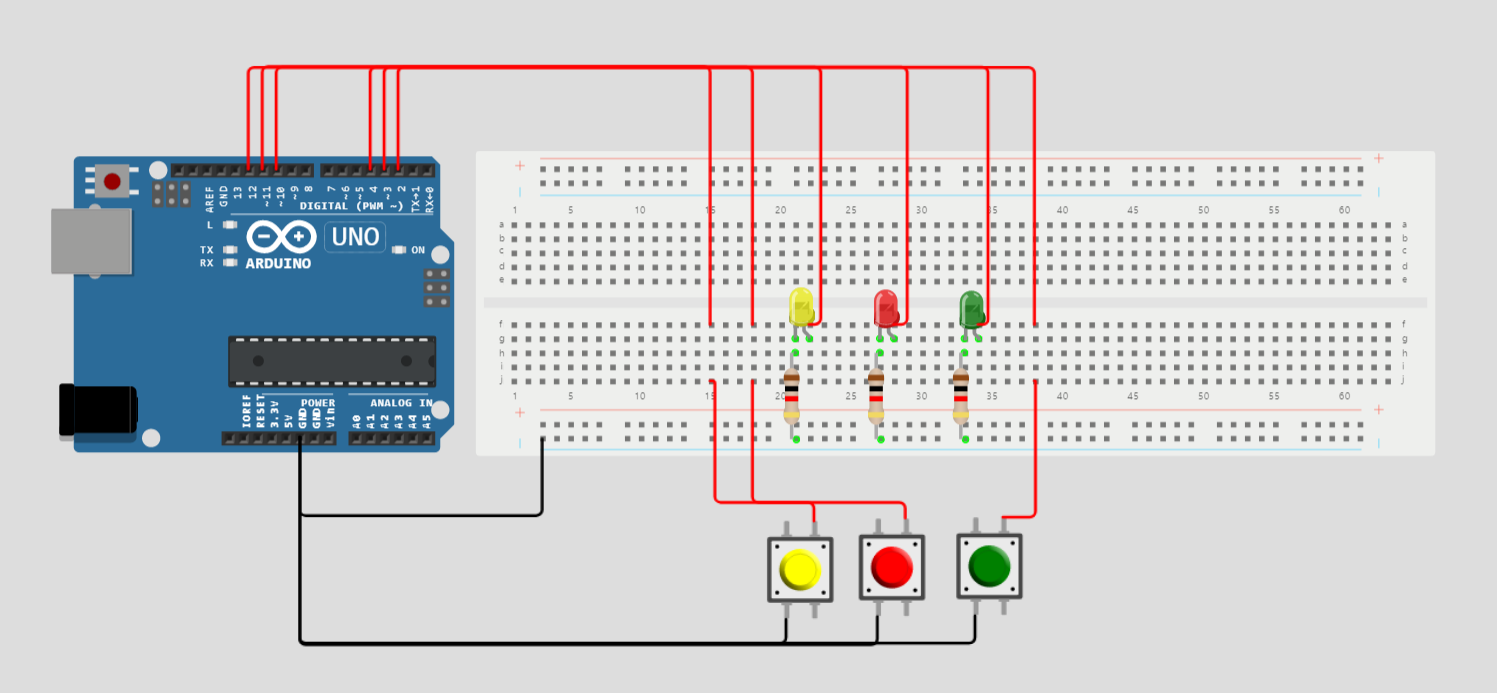 AREF
GND
13
12
~11
~10
~9
8
7
~6
~5
4
~3
2
TX→1
RX←0
DIGITAL (PWM ~)
L
TX
RX
UNO
ON
ARDUINO
POWER
ANALOG IN
IOREF
RESET
3.3V
5V
GND
GND
Vin
A0
A1
A2
A3
A4
A5
+ +
1 5 10 15 20 25 30 35 40 45 50 55 60
a a
b b
c c
d d
e e
f f
g g
h h
i i
j j
1 5 10 15 20 25 30 35 40 45 50 55 60
+ +